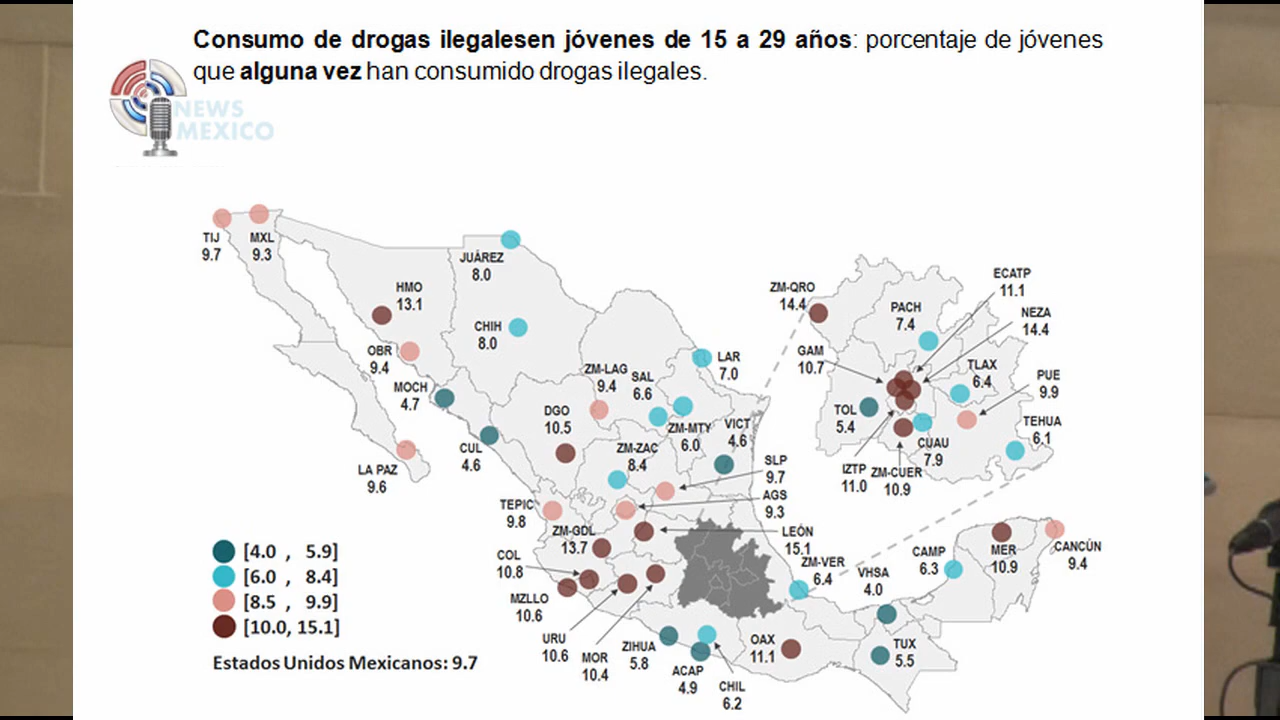 Consumo de drogas ilegalesen jóvenes de 15 a 29 años: porcentaje de jóvenes
que alguna vez han consumido drogas ilegales.
NEWS
MEXICO
TIJ
9.7
MXL
9.3
HMO
13.1
OBR
9.4
MOCH
4.7
CUL
4.6
LA PAZ
9.6
JUÁREZ
8.0
CHIH
8.0
DGO
10.5
ZM-LAG
9.4
SAL
6.6
LAR
7.0
ZM-MTY
6.0
VICT
4.6
ZM-ZAC
8.4
SLP
9.7
AGS
9.3
LEÓN
15.1
TEPIC
9.8
ZM-GDL
13.7
COL
10.8
MZLLO
10.6
URU
10.6
MOR
10.4
ZIHUA
5.8
ACAP
4.9
CHIL
6.2
OAX
11.1
ZM-VER
6.4
VHSA
4.0
TUX
5.5
CAMP
6.3
MER
10.9
CANCÚN
9.4
ZM-QRO
14.4
PACH
7.4
ECATP
11.1
NEZA
14.4
GAM
10.7
TLAX
6.4
PUE
9.9
TOL
5.4
TEHUA
6.1
CUAU
7.9
IZTP
11.0
ZM-CUER
10.9
[4.0 , 5.9]
[6.0 , 8.4]
[8.5 , 9.9]
[10.0, 15.1]
Estados Unidos Mexicanos: 9.7